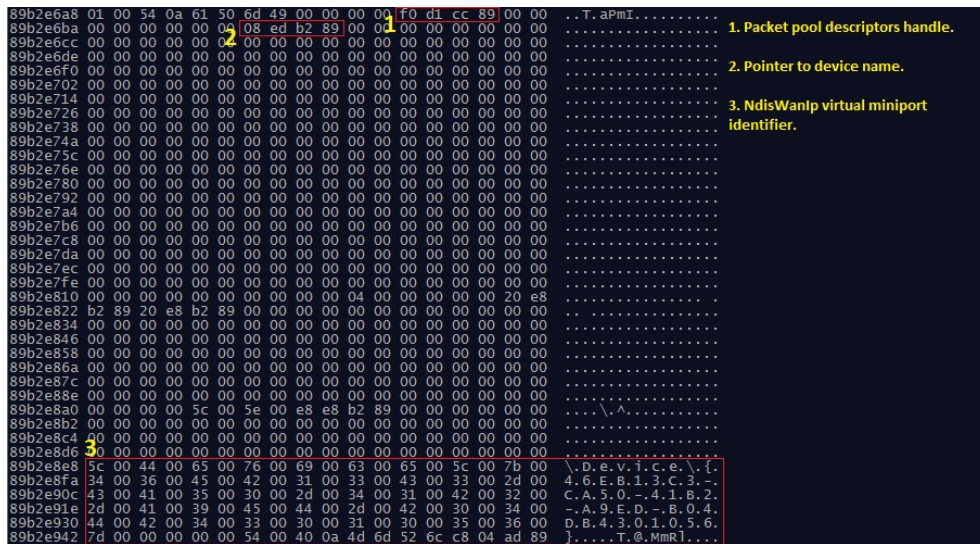 89b2e6a8 01 00 54 0a 61 50 6d 49 00 00 00 00 f0 d1 cc 89 00 00 ..T.aPmI..........
1
89b2e6ba 00 00 00 00 00 00 08 ed b2 89 00 00 00 00 00 00 00 00 ..................
2
89b2e6cc 00 00 00 00 00 00 00 00 00 00 00 00 00 00 00 00 00 00 ..................
89b2e6de 00 00 00 00 00 00 00 00 00 00 00 00 00 00 00 00 00 00 ..................
89b2e6f0 00 00 00 00 00 00 00 00 00 00 00 00 00 00 00 00 00 00 ..................
89b2e702 00 00 00 00 00 00 00 00 00 00 00 00 00 00 00 00 00 00 ..................
89b2e714 00 00 00 00 00 00 00 00 00 00 00 00 00 00 00 00 00 00 ..................
89b2e726 00 00 00 00 00 00 00 00 00 00 00 00 00 00 00 00 00 00 ..................
89b2e738 00 00 00 00 00 00 00 00 00 00 00 00 00 00 00 00 00 00 ..................
89b2e74a 00 00 00 00 00 00 00 00 00 00 00 00 00 00 00 00 00 00 ..................
89b2e75c 00 00 00 00 00 00 00 00 00 00 00 00 00 00 00 00 00 00 ..................
89b2e76e 00 00 00 00 00 00 00 00 00 00 00 00 00 00 00 00 00 00 ..................
89b2e780 00 00 00 00 00 00 00 00 00 00 00 00 00 00 00 00 00 00 ..................
89b2e792 00 00 00 00 00 00 00 00 00 00 00 00 00 00 00 00 00 00 ..................
89b2e7a4 00 00 00 00 00 00 00 00 00 00 00 00 00 00 00 00 00 00 ..................
89b2e7b6 00 00 00 00 00 00 00 00 00 00 00 00 00 00 00 00 00 00 ..................
89b2e7c8 00 00 00 00 00 00 00 00 00 00 00 00 00 00 00 00 00 00 ..................
89b2e7da 00 00 00 00 00 00 00 00 00 00 00 00 00 00 00 00 00 00 ..................
89b2e7ec 00 00 00 00 00 00 00 00 00 00 00 00 00 00 00 00 00 00 ..................
89b2e7fe 00 00 00 00 00 00 00 00 00 00 00 00 00 00 00 00 00 00 ..................
89b2e810 00 00 00 00 00 00 00 00 00 00 04 00 00 00 00 00 20 e8 ................ .
89b2e822 b2 89 20 e8 b2 89 00 00 00 00 00 00 00 00 00 00 00 00 .. ...............
89b2e834 00 00 00 00 00 00 00 00 00 00 00 00 00 00 00 00 00 00 ..................
89b2e846 00 00 00 00 00 00 00 00 00 00 00 00 00 00 00 00 00 00 ..................
89b2e858 00 00 00 00 00 00 00 00 00 00 00 00 00 00 00 00 00 00 ..................
89b2e86a 00 00 00 00 00 00 00 00 00 00 00 00 00 00 00 00 00 00 ..................
89b2e87c 00 00 00 00 00 00 00 00 00 00 00 00 00 00 00 00 00 00 ..................
89b2e88e 00 00 00 00 00 00 00 00 00 00 00 00 00 00 00 00 00 00 ..................
89b2e8a0 00 00 00 00 5c 00 5e 00 e8 e8 b2 89 00 00 00 00 00 00 ....\.^...........
89b2e8b2 00 00 00 00 00 00 00 00 00 00 00 00 00 00 00 00 00 00 ..................
89b2e8c4 00 00 00 00 00 00 00 00 00 00 00 00 00 00 00 00 00 00 ..................
89b2e8d6 00 00 00 00 00 00 00 00 00 00 00 00 00 00 00 00 00 00 ..................
3
89b2e8e8 5c 00 44 00 65 00 76 00 69 00 63 00 65 00 5c 00 7b 00 \.D.e.v.i.c.e.\.{.
89b2e8fa 34 00 36 00 45 00 42 00 31 00 33 00 43 00 33 00 2d 00 4.6.E.B.1.3.C.3.-.
89b2e90c 43 00 41 00 35 00 30 00 2d 00 34 00 31 00 42 00 32 00 C.A.5.0.-.4.1.B.2.
89b2e91e 2d 00 41 00 39 00 45 00 44 00 2d 00 42 00 30 00 34 00 -.A.9.E.D.-.B.0.4.
89b2e930 44 00 42 00 34 00 33 00 30 00 31 00 30 00 35 00 36 00 D.B.4.3.0.1.0.5.6.
89b2e942 7d 00 00 00 00 00 54 00 40 0a 4d 6d 52 6c c8 04 ad 89 }.....T.@.MmRl....
1. Packet pool descriptors handle.
2. Pointer to device name.
3. NdisWanIp virtual miniport
identifier.